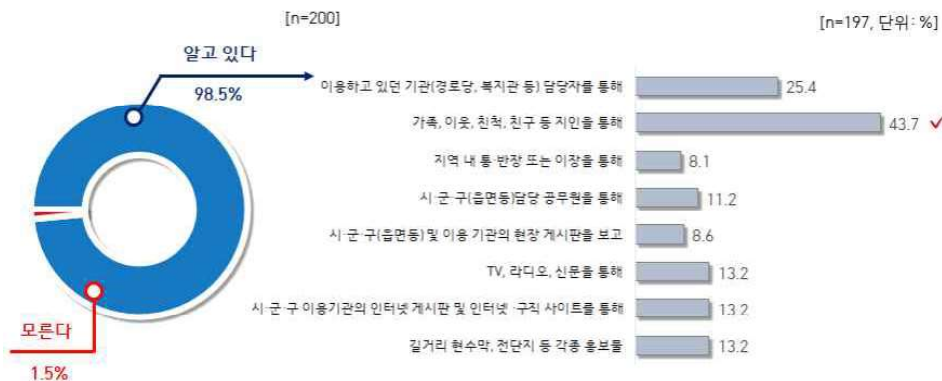 [n=200]
[n=197, 단위: %]
알고 있다
98.5%
모른다
1.5%
이용하고 있던 기관(경로당, 복지관 등) 담당자를 통해 25.4
가족, 이웃, 친척, 친구 등 지인을 통해 43.7
지역 내 통·반장 또는 이장을 통해 8.1
시·군·구(읍면동)담당 공무원을 통해 11.2
시·군·구(읍면동) 및 이용 기관의 현장 게시판을 보고 8.6
TV, 라디오, 신문을 통해 13.2
시·군·구 이용기관의 인터넷 게시판 및 인터넷 ·구직 사이트를 통해 13.2
길거리 현수막, 전단지 등 각종 홍보물 13.2